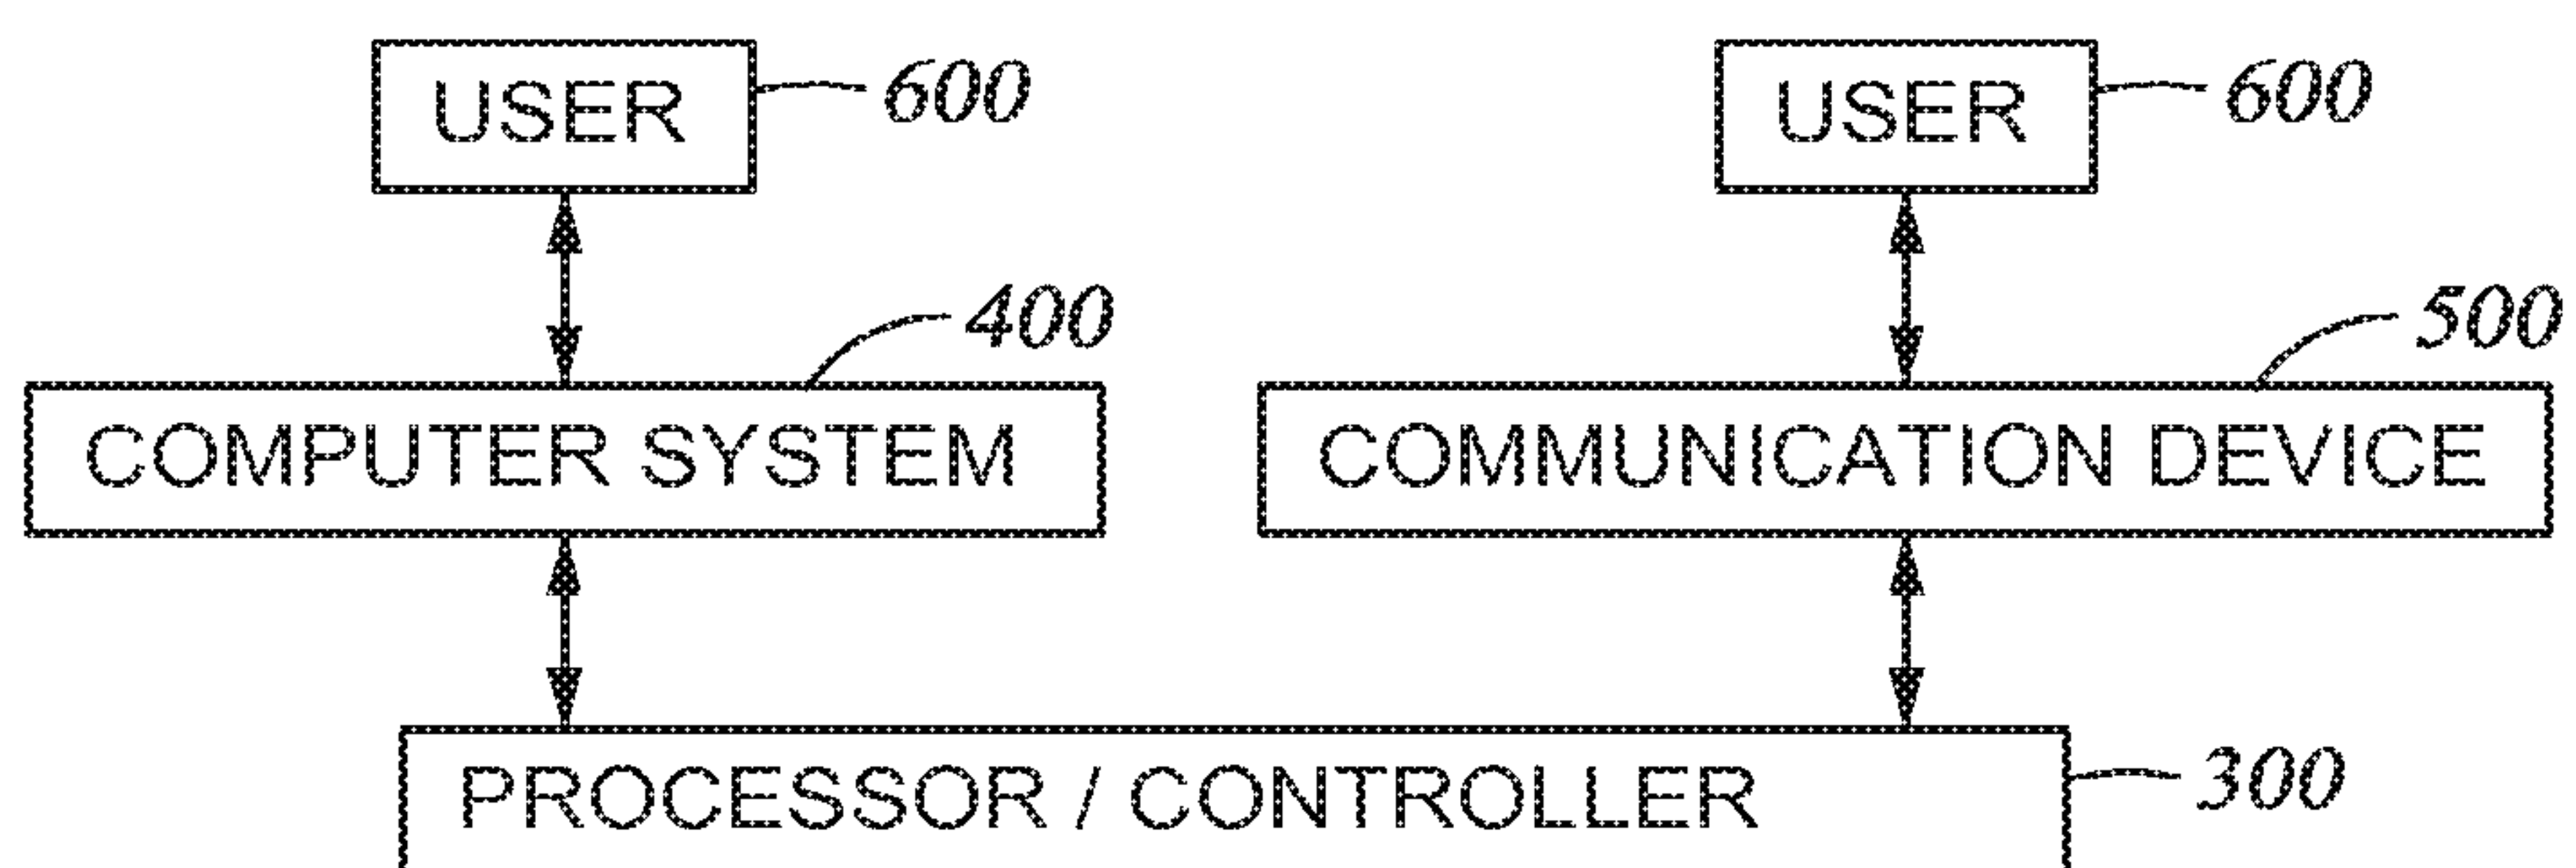 USER 600 USER 600
400 500
COMPUTER SYSTEM COMMUNICATION DEVICE
PROCESSOR / CONTROLLER 300